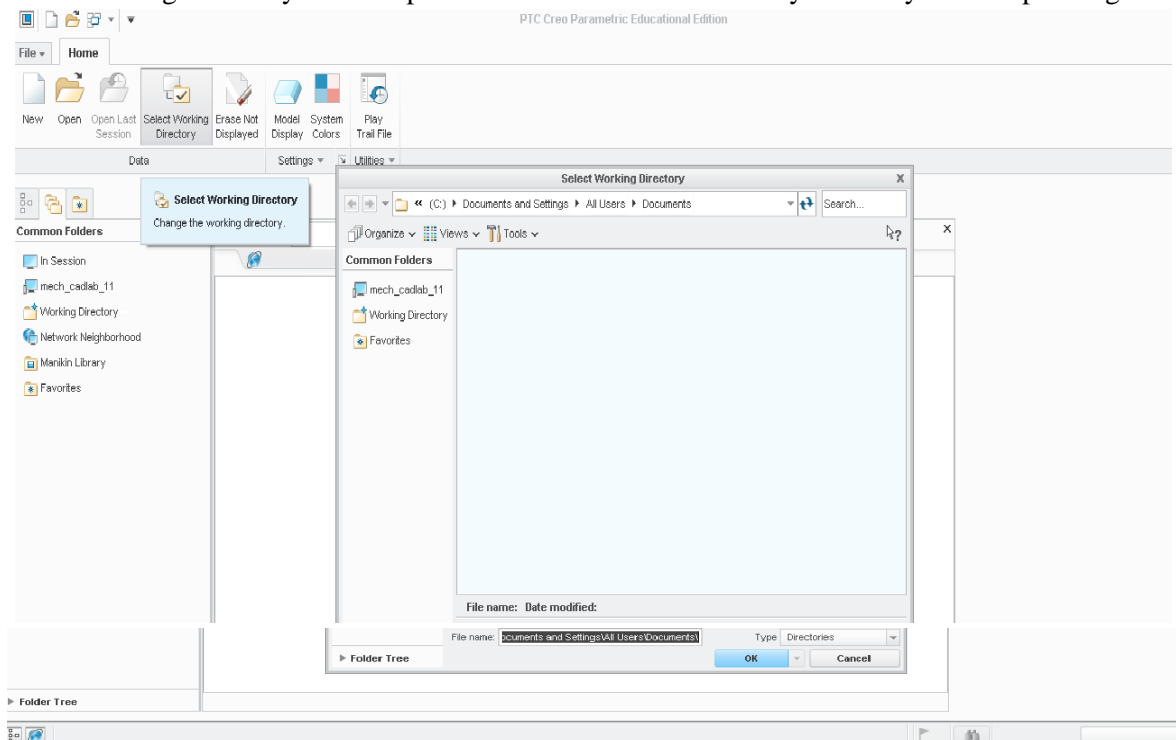 PTC Creo Parametric Educational Edition
File Home
New Open Open Last Session Select Working Directory Erase Not Displayed Model Display System Colors Play Trail File
Data Settings Utilities
Select Working Directory
Change the working directory.
Common Folders
In Session
mech_cadlab_11
Working Directory
Network Neighborhood
Manikin Library
Favorites
Folder Tree
Select Working Directory X
« (C:) Documents and Settings All Users Documents Search...
Organize Views Tools ?
X
Common Folders
mech_cadlab_11
Working Directory
Favorites
File name: Date modified:
File name: ocuments and Settings\All Users\Documents\ Type Directories
Folder Tree OK Cancel